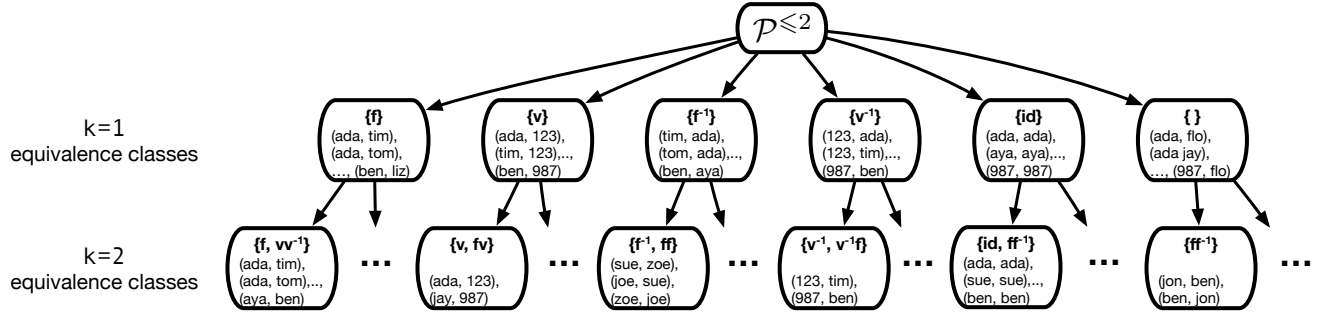 𝒫≤2
k=1
equivalence classes
{f}
(ada, tim),
(ada, tom),
..., (ben, liz)
{v}
(ada, 123),
(tim, 123),..,
(ben, 987)
{f⁻¹}
(tim, ada),
(tom, ada),..,
(ben, aya)
{v⁻¹}
(123, ada),
(123, tim),..,
(987, ben)
{id}
(ada, ada),
(aya, aya),..,
(987, 987)
{ }
(ada, flo),
(ada jay),
..., (987, flo)
k=2
equivalence classes
{f, vv⁻¹}
(ada, tim),
(ada, tom),..,
(aya, ben)
...
{v, fv}
(ada, 123),
(jay, 987)
...
{f⁻¹, ff}
(sue, zoe),
(joe, sue),
(zoe, joe)
...
{v⁻¹, v⁻¹f}
(123, tim),
(987, ben)
...
{id, ff⁻¹}
(ada, ada),
(sue, sue),..,
(ben, ben)
...
{ff⁻¹}
(jon, ben),
(ben, jon)
...